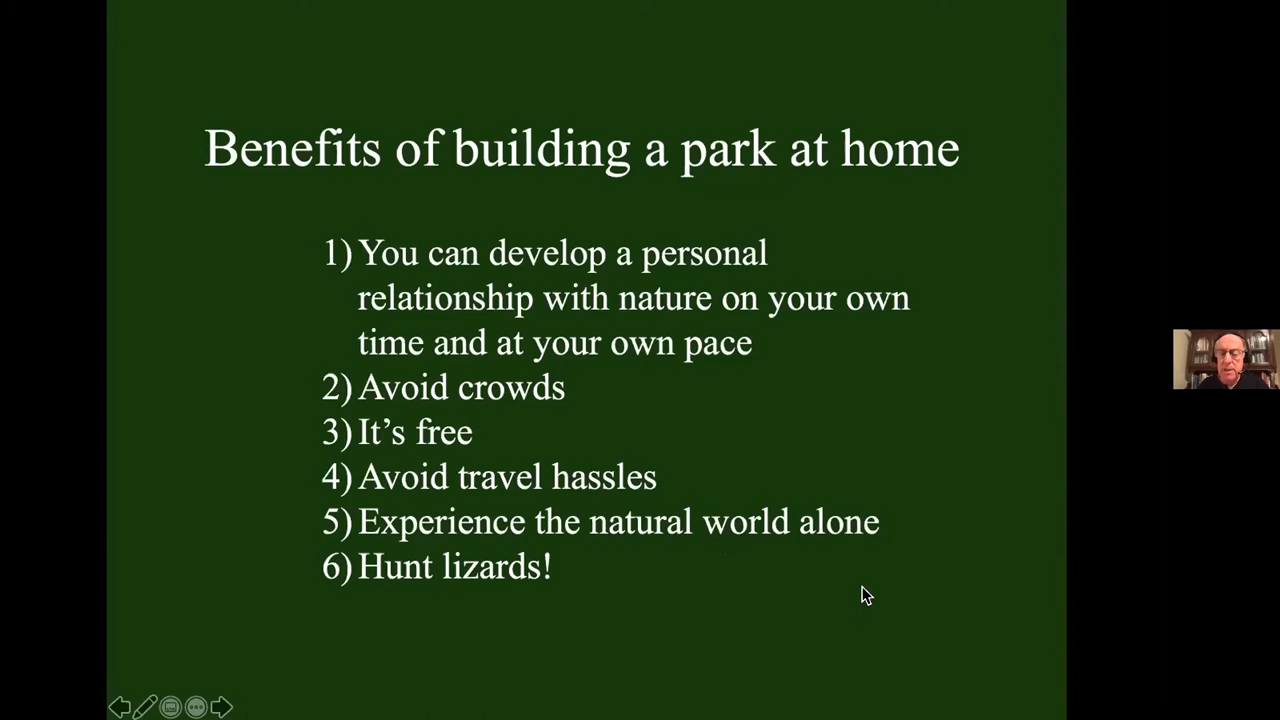 Benefits of building a park at home
1) You can develop a personal
relationship with nature on your own
time and at your own pace
2) Avoid crowds
3) It's free
4) Avoid travel hassles
5) Experience the natural world alone
6) Hunt lizards!